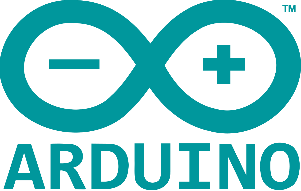 ™
− +
ARDUINO